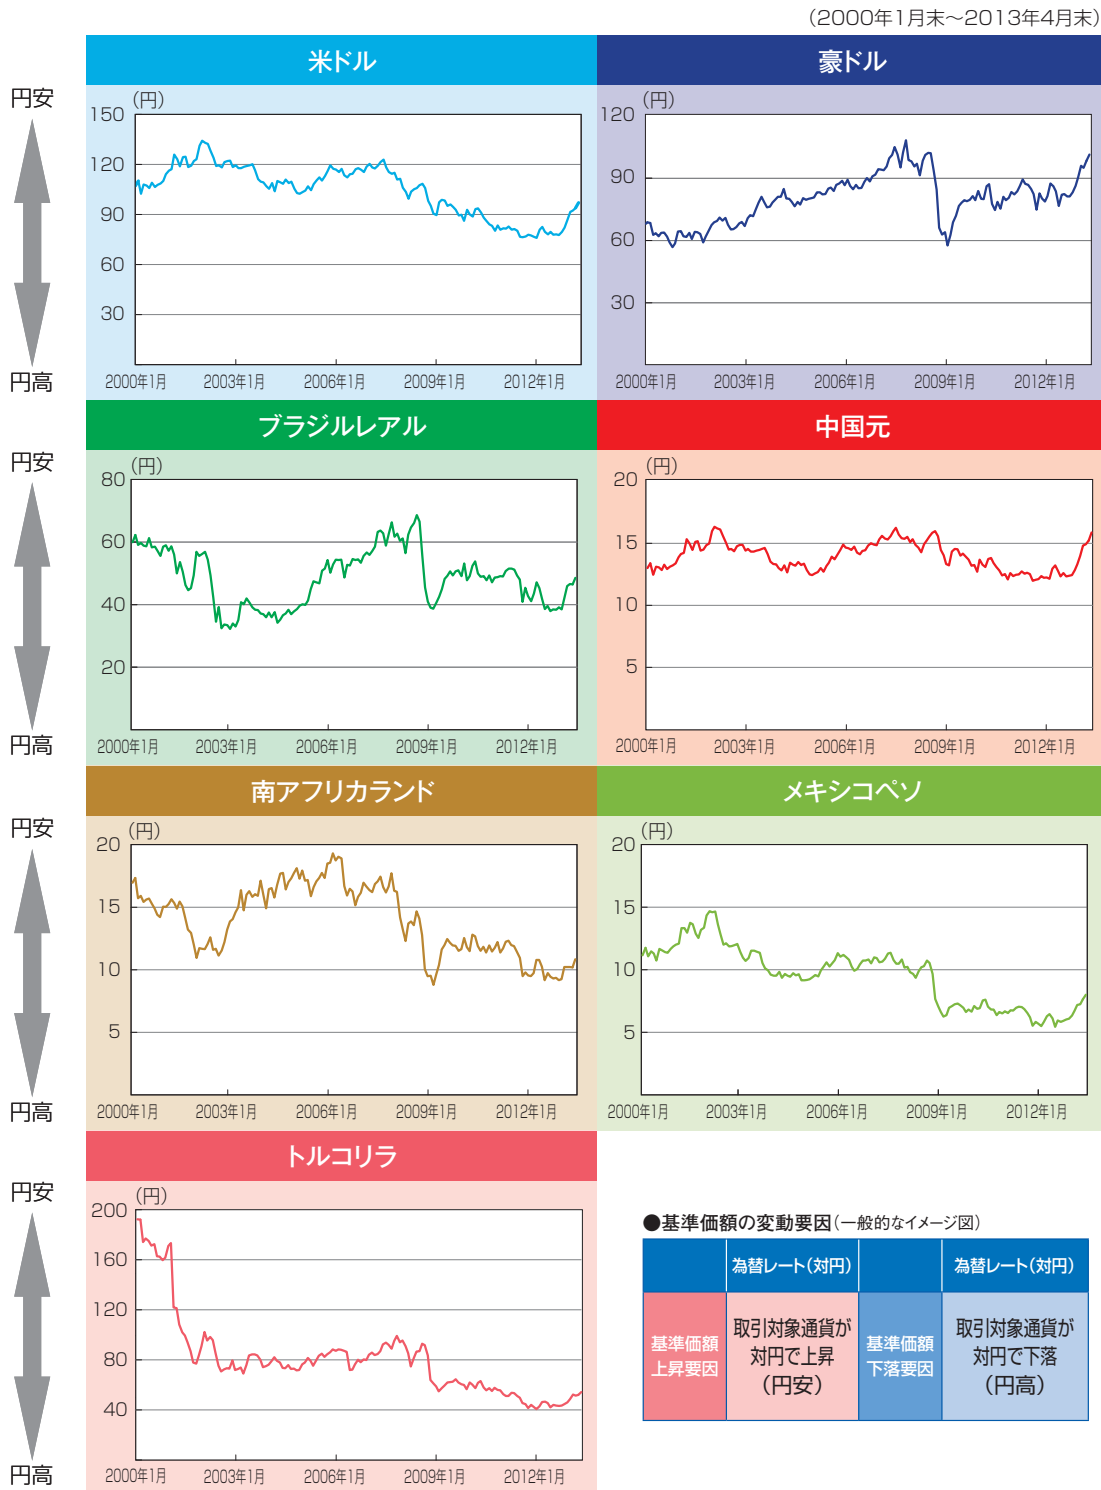 (2000年1月末〜2013年4月末)
米ドル
豪ドル
円安
円高
(円)
150
120
90
60
30
2000年1月 2003年1月 2006年1月 2009年1月 2012年1月
(円)
120
90
60
30
2000年1月 2003年1月 2006年1月 2009年1月 2012年1月
ブラジルレアル
中国元
円安
円高
(円)
80
60
40
20
2000年1月 2003年1月 2006年1月 2009年1月 2012年1月
(円)
20
15
10
5
2000年1月 2003年1月 2006年1月 2009年1月 2012年1月
南アフリカランド
メキシコペソ
円安
円高
(円)
20
15
10
5
2000年1月 2003年1月 2006年1月 2009年1月 2012年1月
(円)
20
15
10
5
2000年1月 2003年1月 2006年1月 2009年1月 2012年1月
トルコリラ
円安
円高
(円)
200
160
120
80
40
2000年1月 2003年1月 2006年1月 2009年1月 2012年1月
●基準価額の変動要因(一般的なイメージ図)
為替レート(対円)
為替レート(対円)
基準価額
上昇要因
取引対象通貨が
対円で上昇
(円安)
基準価額
下落要因
取引対象通貨が
対円で下落
(円高)